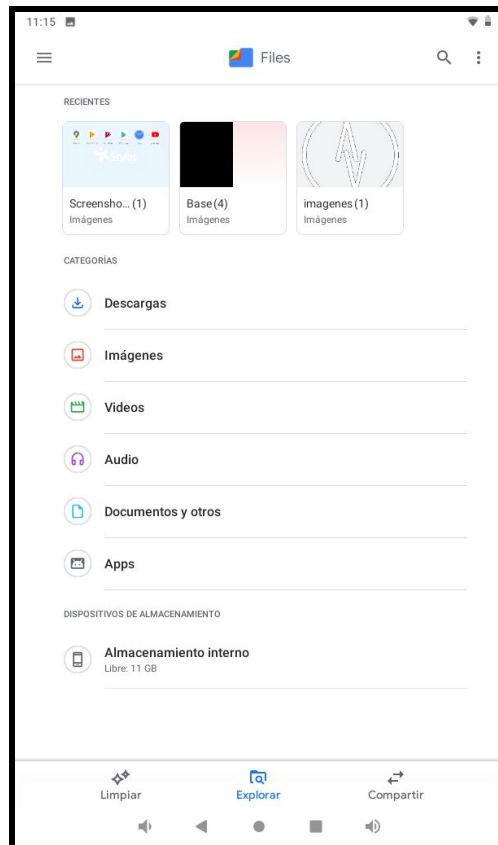 11:15
Files
RECIENTES
Screensho... (1)
Imágenes
Base (4)
Imágenes
imagenes (1)
Imágenes
CATEGORÍAS
Descargas
Imágenes
Videos
Audio
Documentos y otros
Apps
DISPOSITIVOS DE ALMACENAMIENTO
Almacenamiento interno
Libre: 11 GB
Limpiar
Explorar
Compartir